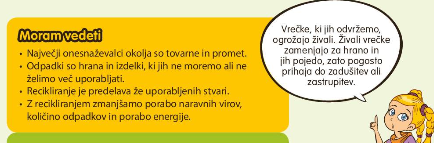 Moram vedeti
• Največji onesnaževalci okolja so tovarne in promet.
• Odpadki so hrana in izdelki, ki jih ne moremo ali ne
želimo več uporabljati.
• Recikliranje je predelava že uporabljenih stvari.
• Z recikliranjem zmanjšamo porabo naravnih virov,
količino odpadkov in porabo energije.
Vrečke, ki jih odvržemo,
ogrožajo živali. Živali vrečke
zamenjajo za hrano in
jih pojedo, zato pogosto
prihaja do zadušitev ali
zastrupitev.